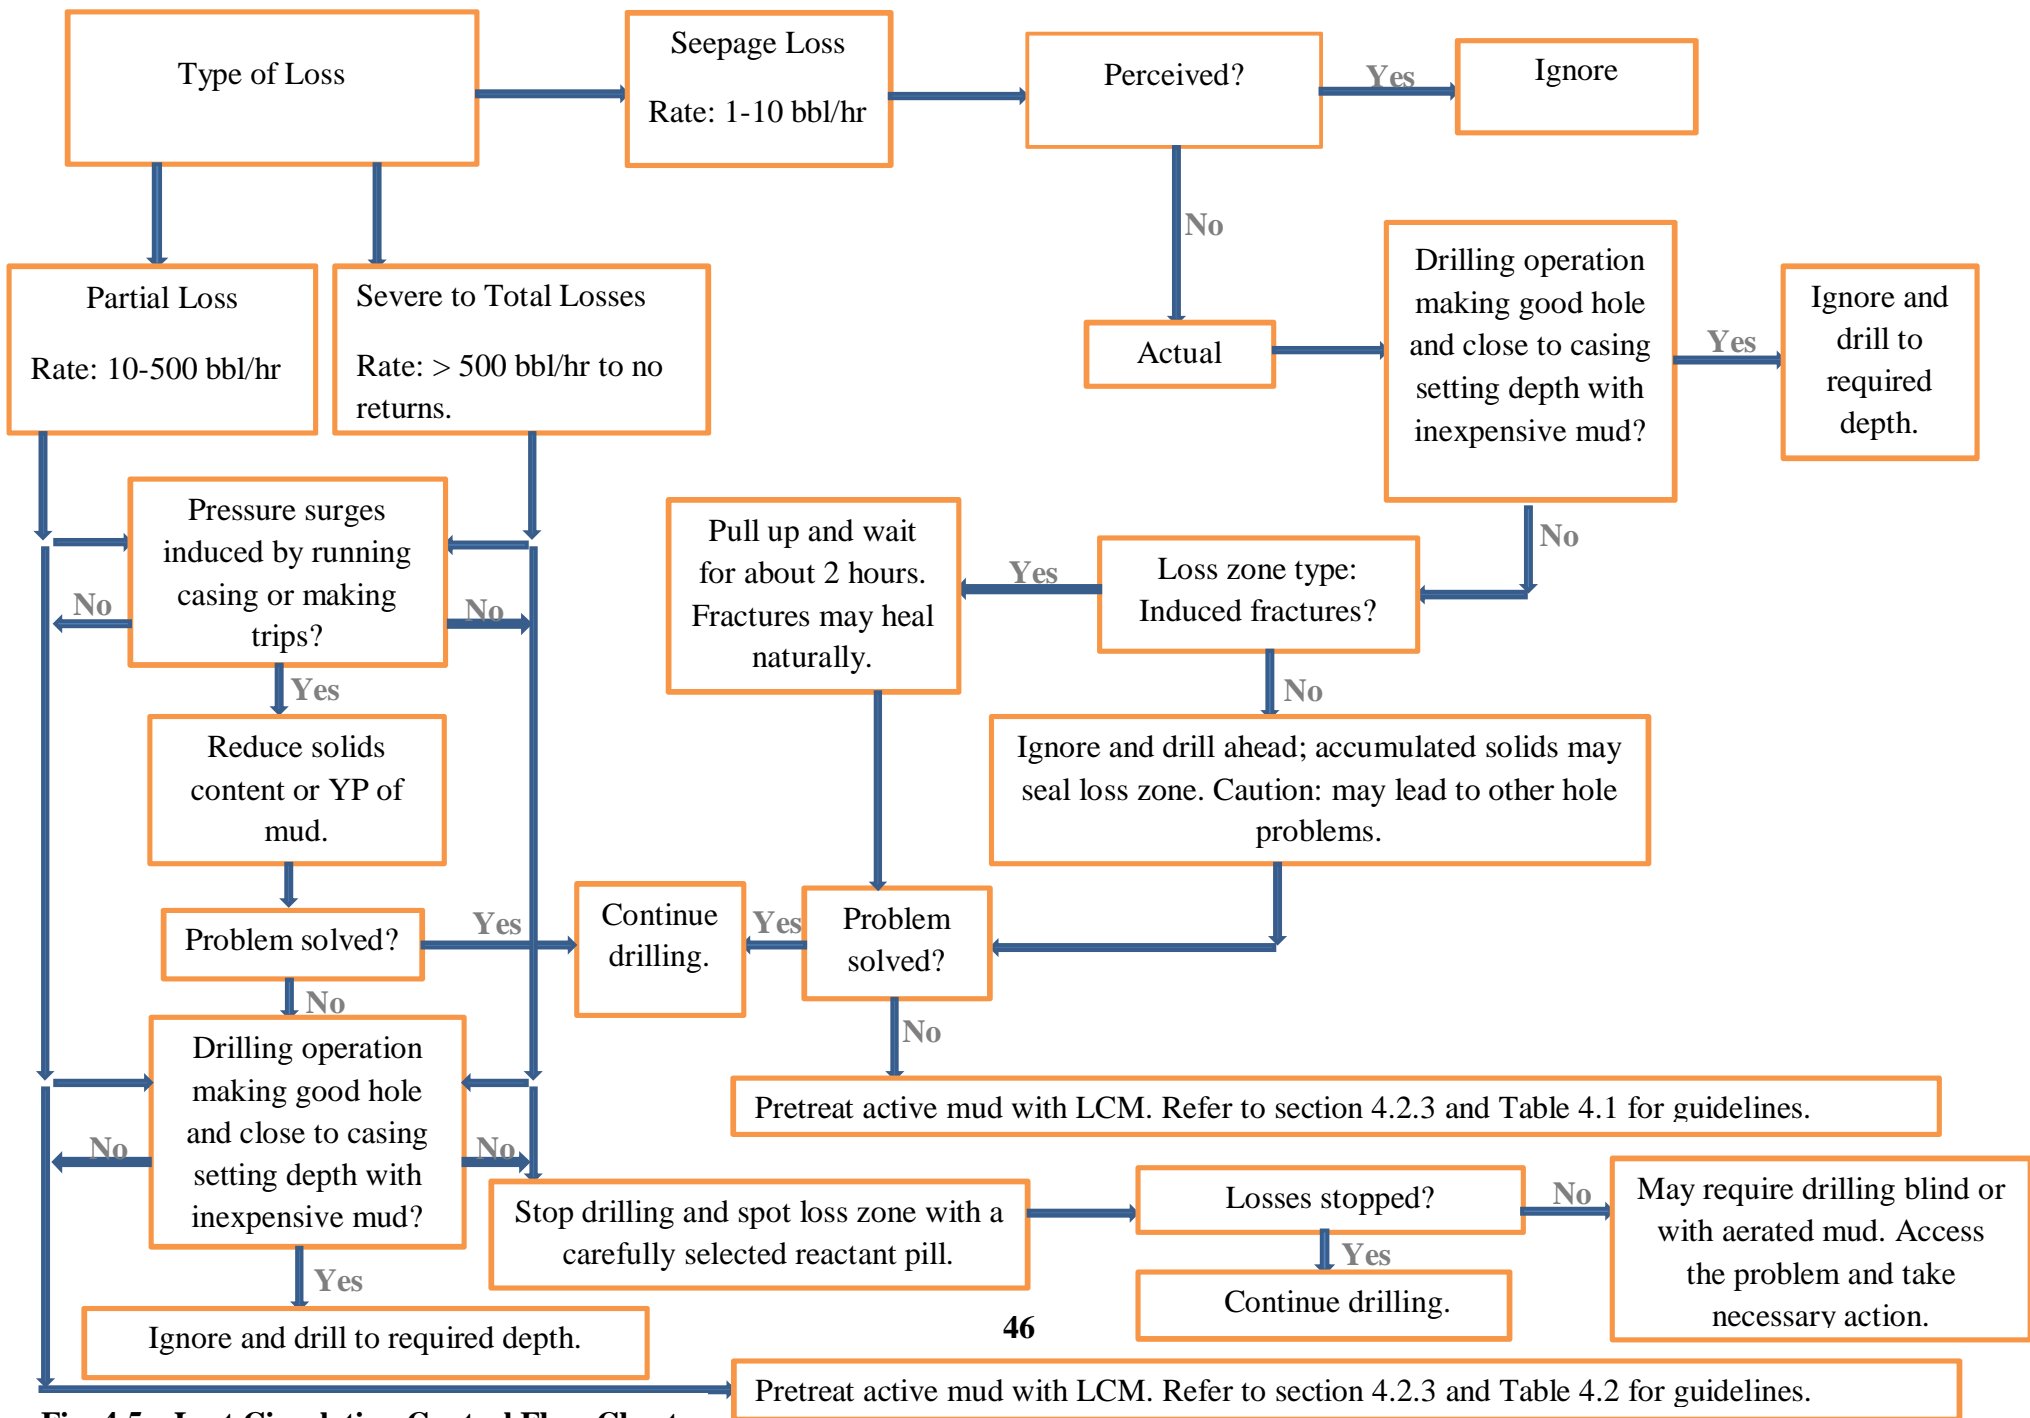 Type of Loss
Seepage Loss
Rate: 1-10 bbl/hr
Perceived?
Yes
Ignore
No
Partial Loss
Rate: 10-500 bbl/hr
Severe to Total Losses
Rate: > 500 bbl/hr to no
returns.
Actual
Drilling operation
making good hole
and close to casing
setting depth with
inexpensive mud?
Yes
Ignore and
drill to
required
depth.
No
Pressure surges
induced by running
casing or making
trips?
No
No
Yes
Pull up and wait
for about 2 hours.
Fractures may heal
naturally.
Yes
Loss zone type:
Induced fractures?
No
Reduce solids
content or YP of
mud.
Ignore and drill ahead; accumulated solids may
seal loss zone. Caution: may lead to other hole
problems.
Problem solved?
Yes
Continue
drilling.
Yes
Problem
solved?
No
No
Drilling operation
making good hole
and close to casing
setting depth with
inexpensive mud?
No
No
Yes
Pretreat active mud with LCM. Refer to section 4.2.3 and Table 4.1 for guidelines.
Stop drilling and spot loss zone with a
carefully selected reactant pill.
Losses stopped?
No
Yes
May require drilling blind or
with aerated mud. Access
the problem and take
necessary action.
Continue drilling.
Ignore and drill to required depth.
46
Pretreat active mud with LCM. Refer to section 4.2.3 and Table 4.2 for guidelines.
Fig 4.5 Lost Circulation Control Flow Chart